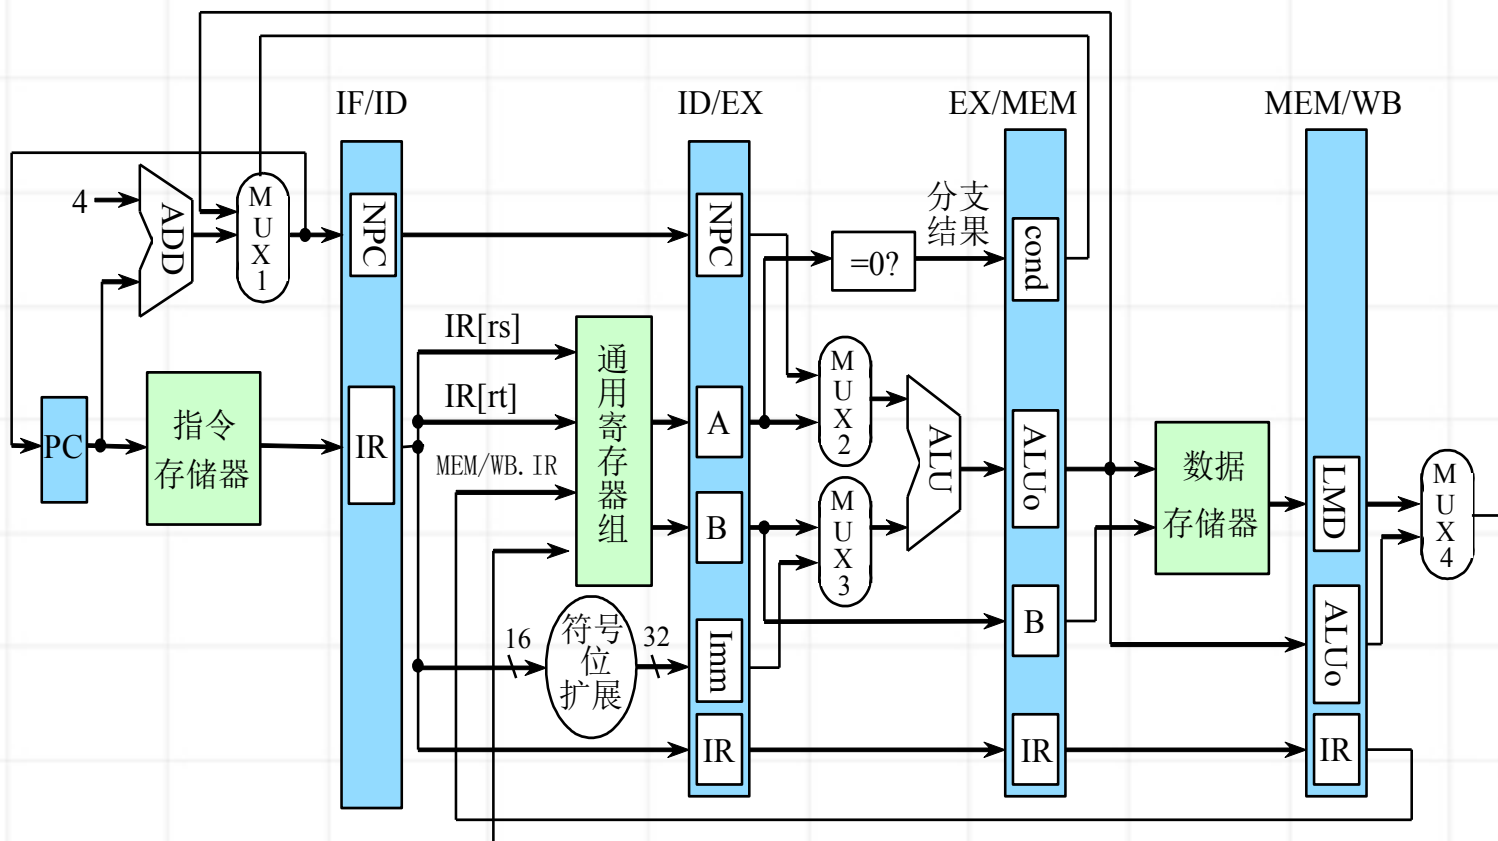 IF/ID
ID/EX
EX/MEM
MEM/WB
4
ADD
MUX1
NPC
NPC
分支
结果
=0?
cond
IR[rs]
IR[rt]
MEM/WB.IR
通用寄存器组
PC
指令
存储器
IR
A
B
MUX2
MUX3
ALU
ALUo
B
数据
存储器
LMD
ALUo
MUX4
16
符号
位
扩展
32
Imm
IR
IR
IR